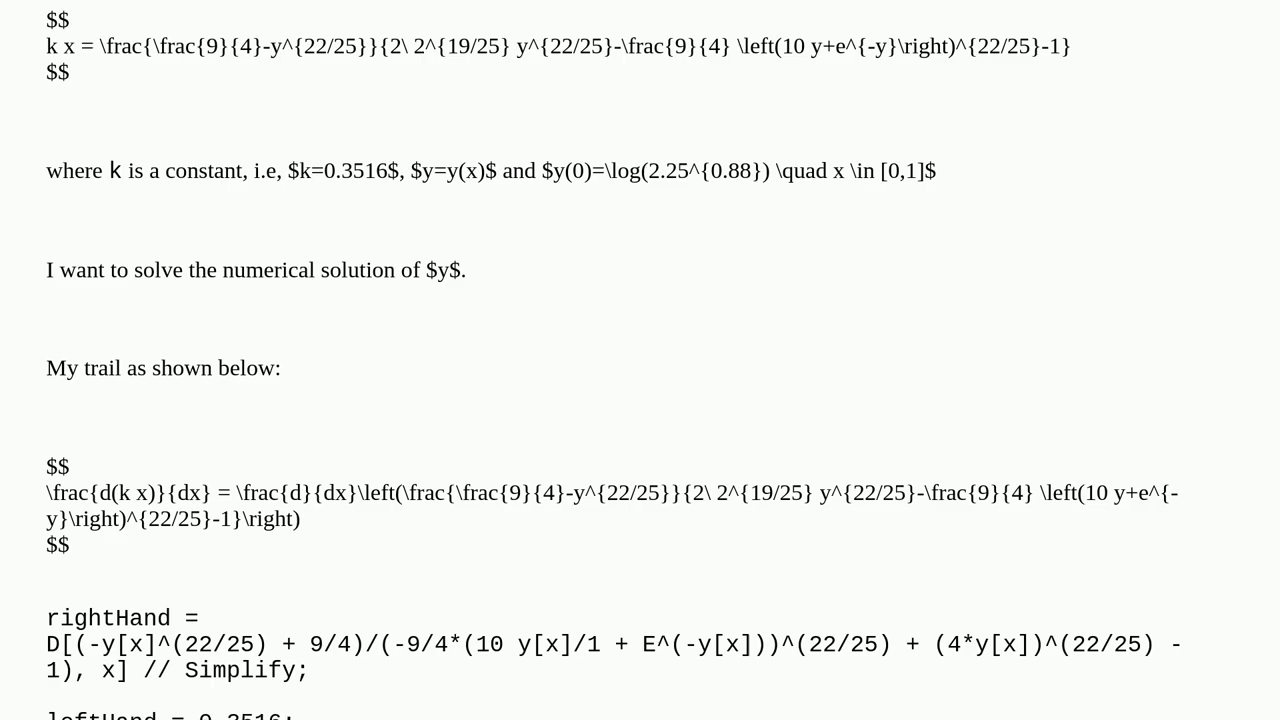 $$
k x = \frac{\frac{9}{4}-y^{22/25}}{2\ 2^{19/25} y^{22/25}-\frac{9}{4} \left(10 y+e^{-y}\right)^{22/25}-1}
$$
where k is a constant, i.e, $k=0.3516$, $y=y(x)$ and $y(0)=\log(2.25^{0.88}) \quad x \in [0,1]$
I want to solve the numerical solution of $y$.
My trail as shown below:
$$
\frac{d(k x)}{dx} = \frac{d}{dx}\left(\frac{\frac{9}{4}-y^{22/25}}{2\ 2^{19/25} y^{22/25}-\frac{9}{4} \left(10 y+e^{-
y}\right)^{22/25}-1}\right)
$$
rightHand =
D[(-y[x]^(22/25) + 9/4)/(-9/4*(10 y[x]/1 + E^(-y[x]))^(22/25) + (4*y[x])^(22/25) -
1), x] // Simplify;
leftHand = 0.3516;